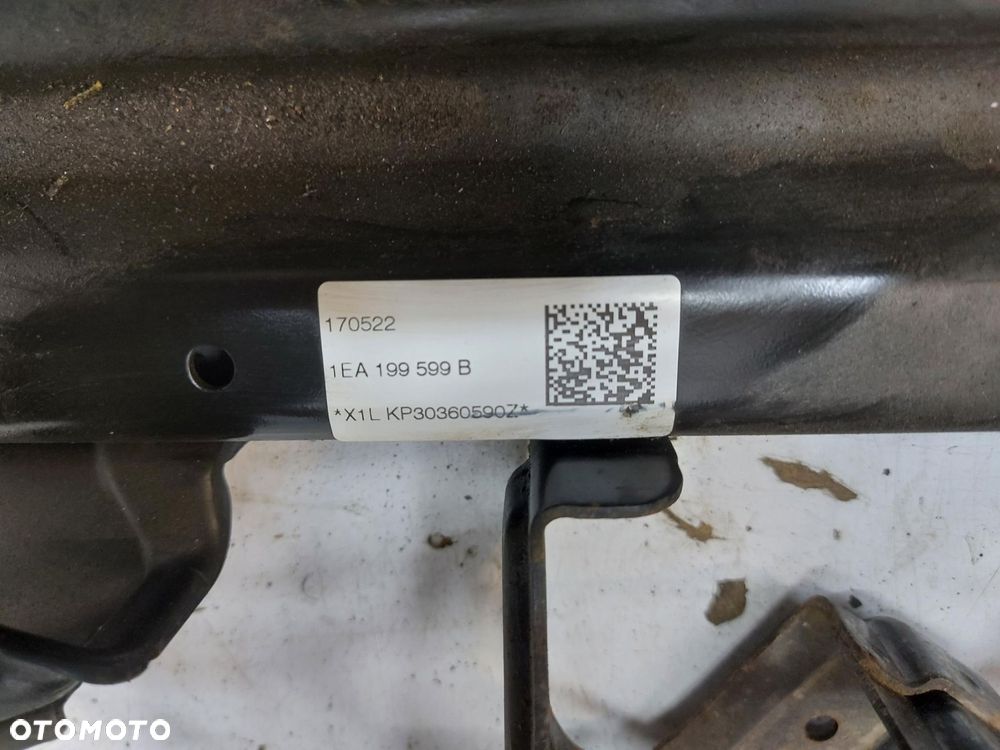 170522
1EA 199 599 B
*X1L KP30360590Z*
OTOMOTO